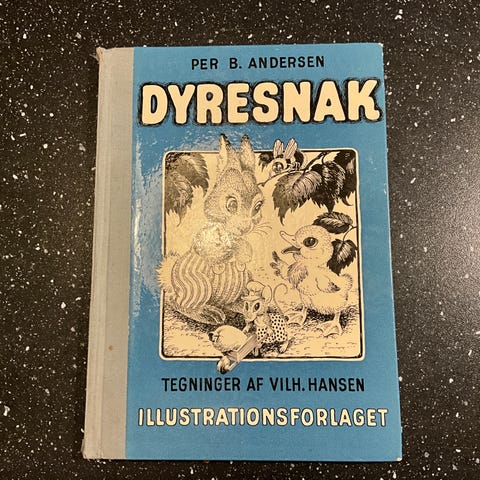 PER B. ANDERSEN
DYRESNAK
TEGNINGER AF VILH. HANSEN
ILLUSTRATIONSFORLAGET